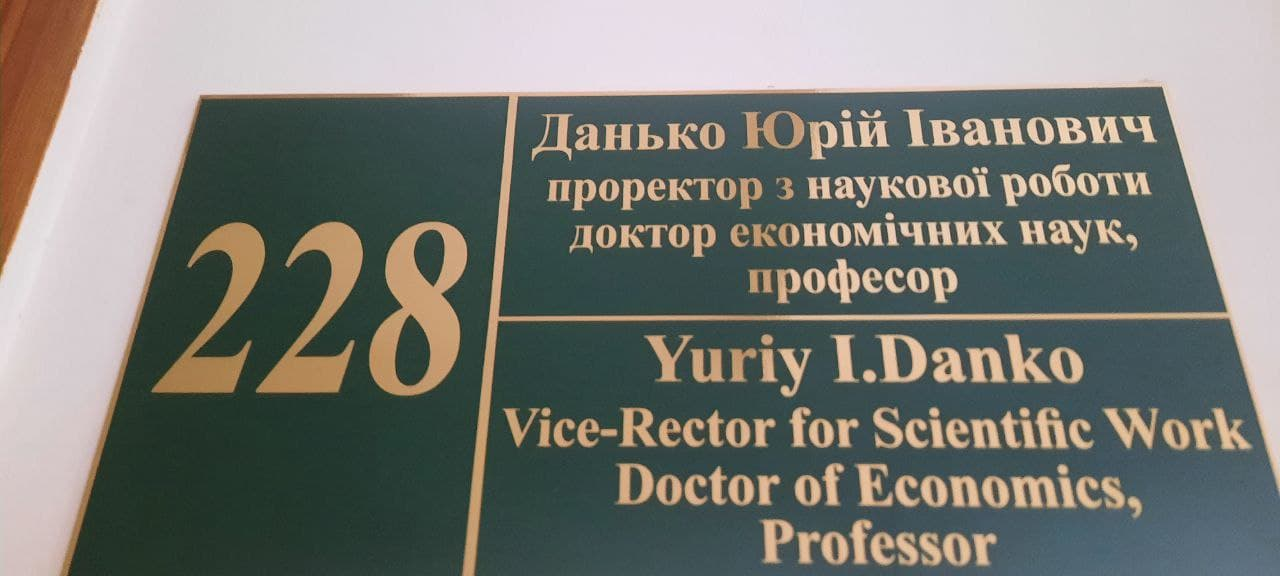 228
Данько Юрій Іванович
проректор з наукової роботи
доктор економічних наук,
професор
Yuriy I.Danko
Vice-Rector for Scientific Work
Doctor of Economics,
Professor